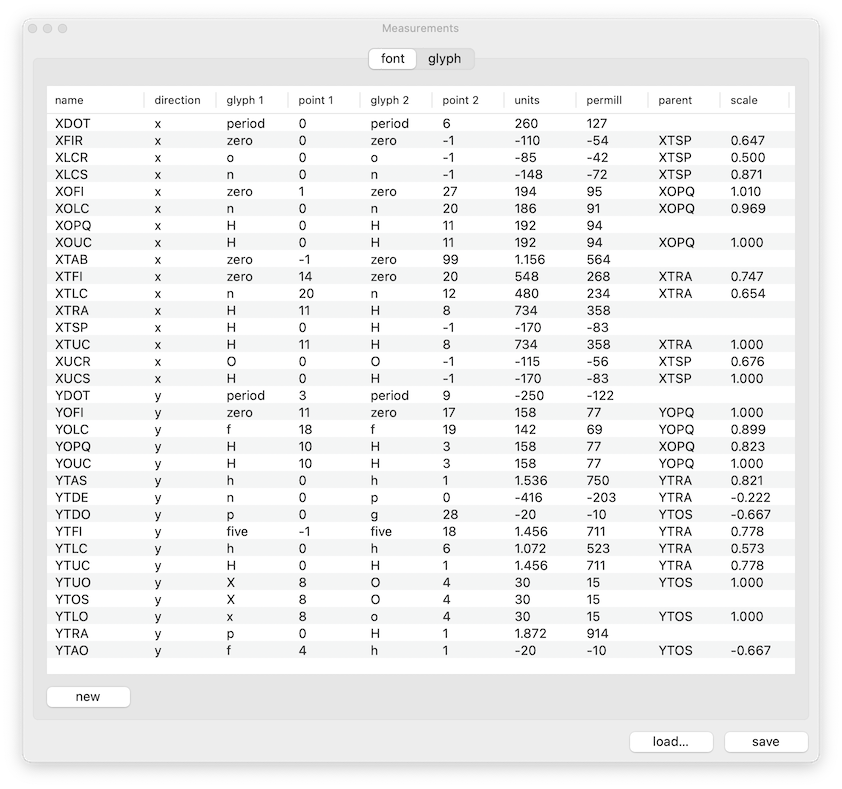 Measurements
font glyph
name direction glyph 1 point 1 glyph 2 point 2 units permill parent scale
XDOT x period 0 period 6 260 127
XFIR x zero 0 zero -1 -110 -54 XTSP 0.647
XLCR x o 0 o -1 -85 -42 XTSP 0.500
XLCS x n 0 n -1 -148 -72 XTSP 0.871
XOFI x zero 1 zero 27 194 95 XOPQ 1.010
XOLC x n 0 n 20 186 91 XOPQ 0.969
XOPQ x H 0 H 11 192 94
XOUC x H 0 H 11 192 94 XOPQ 1.000
XTAB x zero -1 zero 99 1.156 564
XTFI x zero 14 zero 20 548 268 XTRA 0.747
XTLC x n 20 n 12 480 234 XTRA 0.654
XTRA x H 11 H 8 734 358
XTSP x H 0 H -1 -170 -83
XTUC x H 11 H 8 734 358 XTRA 1.000
XUCR x O 0 O -1 -115 -56 XTSP 0.676
XUCS x H 0 H -1 -170 -83 XTSP 1.000
YDOT y period 3 period 9 -250 -122
YOFI y zero 11 zero 17 158 77 YOPQ 1.000
YOLC y f 18 f 19 142 69 YOPQ 0.899
YOPQ y H 10 H 3 158 77 XOPQ 0.823
YOUC y H 10 H 3 158 77 YOPQ 1.000
YTAS y h 0 h 1 1.536 750 YTRA 0.821
YTDE y n 0 p 0 -416 -203 YTRA -0.222
YTDO y p 0 g 28 -20 -10 YTOS -0.667
YTFI y five -1 five 18 1.456 711 YTRA 0.778
YTLC y h 0 h 6 1.072 523 YTRA 0.573
YTUC y H 0 H 1 1.456 711 YTRA 0.778
YTUO y X 8 O 4 30 15 YTOS 1.000
YTOS y X 8 O 4 30 15
YTLO y x 8 o 4 30 15 YTOS 1.000
YTRA y p 0 H 1 1.872 914
YTAO y f 4 h 1 -20 -10 YTOS -0.667
new
load... save